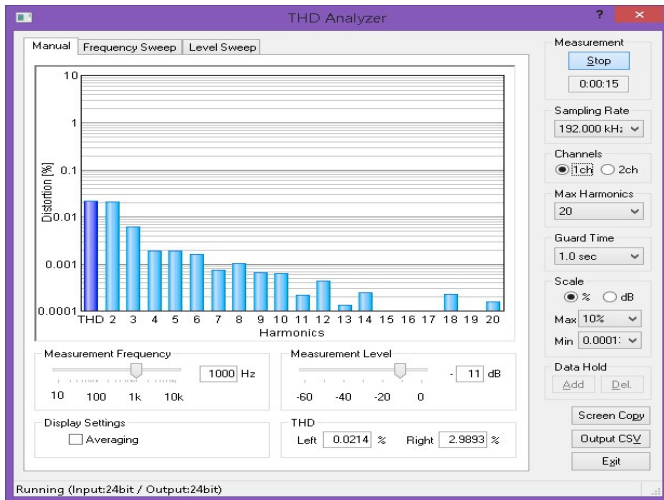 THD Analyzer
Manual
Frequency Sweep
Level Sweep
10
1
0.1
0.01
0.001
0.0001
Distortion [%]
THD 2 3 4 5 6 7 8 9 10 11 12 13 14 15 16 17 18 19 20
Harmonics
Measurement Frequency
1000 Hz
10 100 1k 10k
Measurement Level
- 11 dB
-60 -40 -20 0
Display Settings
Averaging
THD
Left 0.0214 % Right 2.9893 %
Measurement
Stop
0:00:15
Sampling Rate
192.000 kHz
Channels
1ch 2ch
Max Harmonics
20
Guard Time
1.0 sec
Scale
% dB
Max 10%
Min 0.0001
Data Hold
Add Del.
Screen Copy
Output CSV
Exit
Running (Input:24bit / Output:24bit)